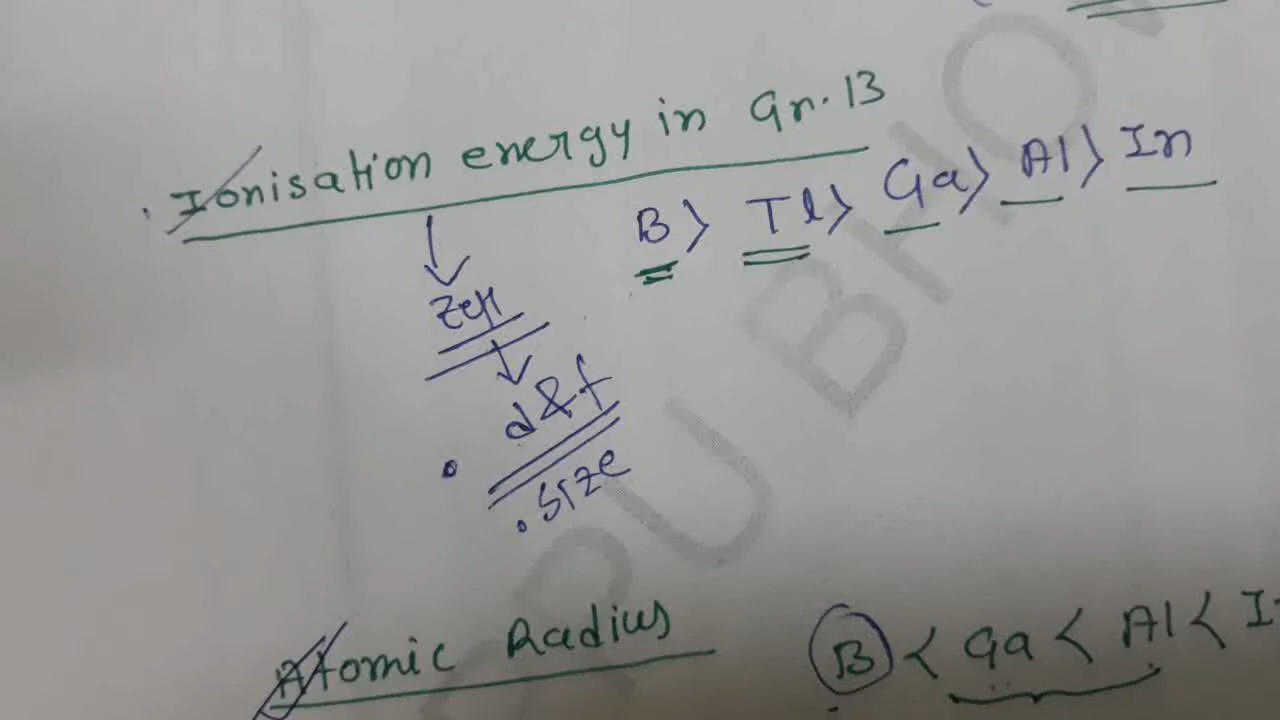 Ionisation energy in Gr.13
B > Tl > Ga > Al > In
Zeff
d&f
size
Atomic Radius
B < Ga < Al < I